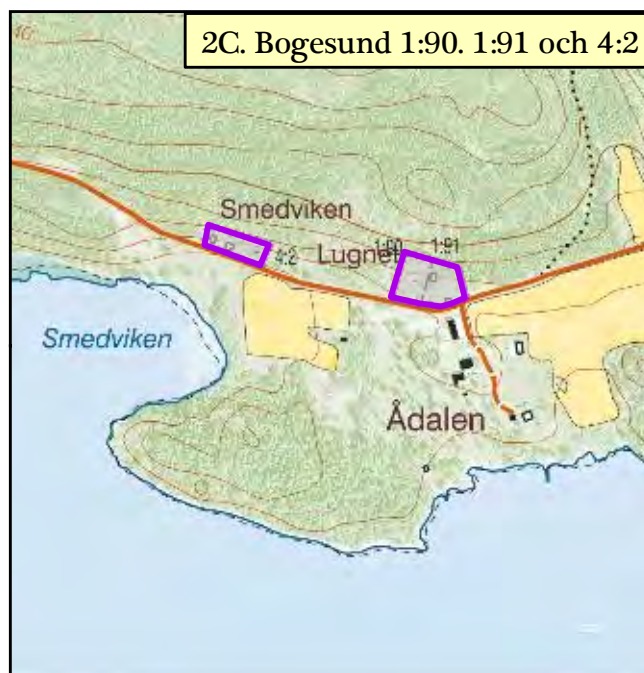 2C. Bogesund 1:90. 1:91 och 4:2
40
Smedviken
1:90 1:91
Lugnet
4:2
Smedviken
Ådalen